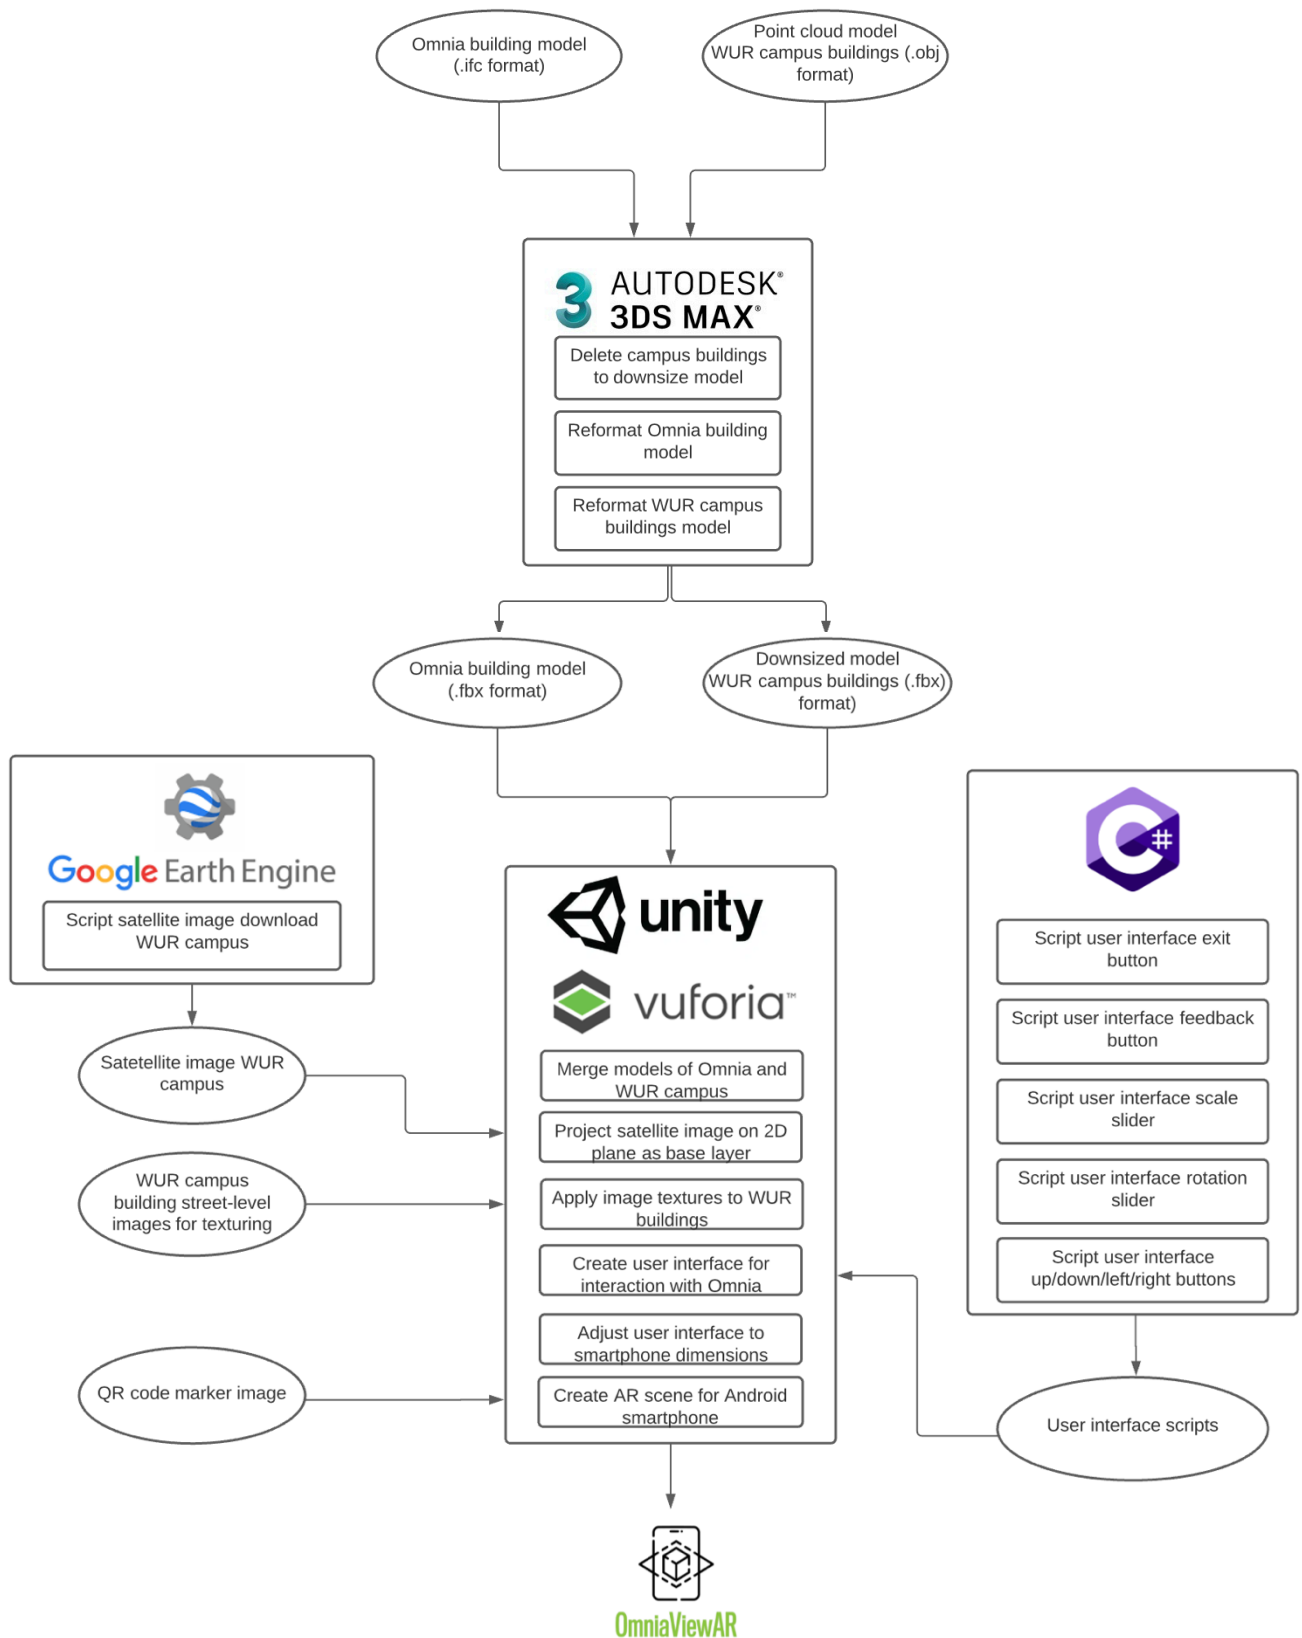 Omnia building model
(.ifc format)
Point cloud model
WUR campus buildings (.obj
format)
3 AUTODESK®
3DS MAX®
Delete campus buildings
to downsize model
Reformat Omnia building
model
Reformat WUR campus
buildings model
Omnia building model
(.fbx format)
Downsized model
WUR campus buildings (.fbx)
format)
Google Earth Engine
Script satellite image download
WUR campus
Satetellite image WUR
campus
WUR campus
building street-level
images for texturing
QR code marker image
unity
vuforia™
Merge models of Omnia and
WUR campus
Project satellite image on 2D
plane as base layer
Apply image textures to WUR
buildings
Create user interface for
interaction with Omnia
Adjust user interface to
smartphone dimensions
Create AR scene for Android
smartphone
C#
Script user interface exit
button
Script user interface feedback
button
Script user interface scale
slider
Script user interface rotation
slider
Script user interface
up/down/left/right buttons
User interface scripts
OmniaViewAR